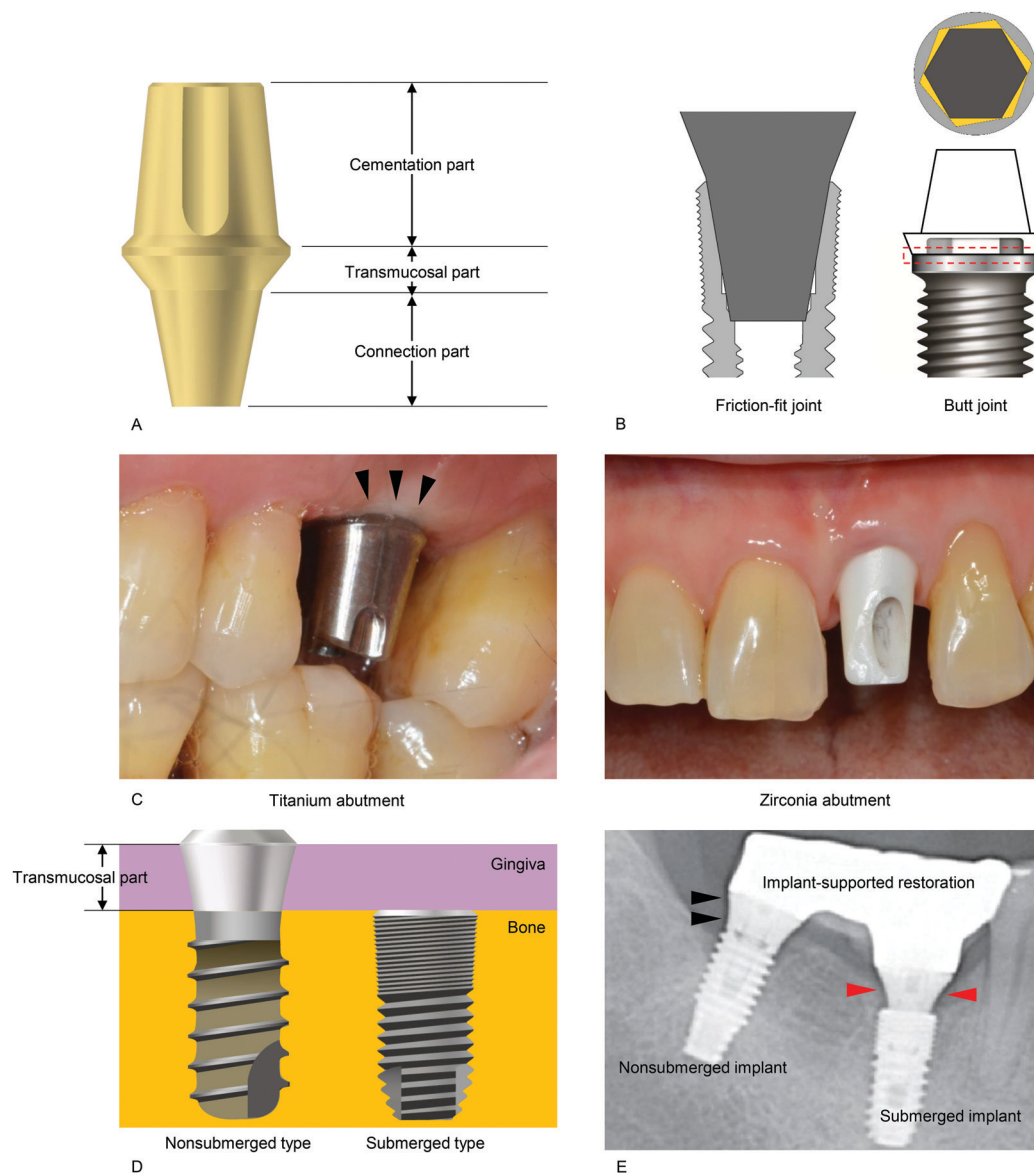 Cementation part
Transmucosal part
Connection part
A
Friction-fit joint
Butt joint
B
C
Titanium abutment
Zirconia abutment
Transmucosal part
Gingiva
Bone
Nonsubmerged type
Submerged type
D
Implant-supported restoration
Nonsubmerged implant
Submerged implant
E